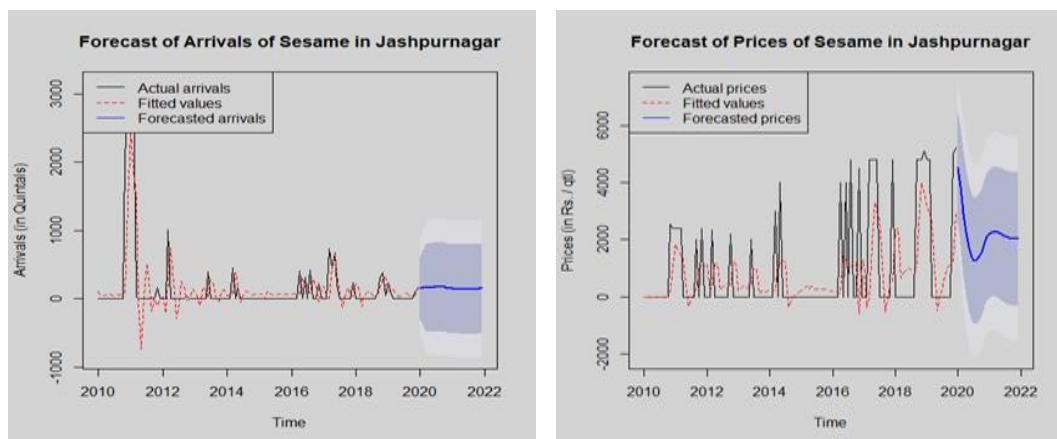 Forecast of Arrivals of Sesame in Jashpurnagar
Actual arrivals
Fitted values
Forecasted arrivals
Arrivals (in Quintals)
3000
2000
1000
0
-1000
2010 2012 2014 2016 2018 2020 2022
Time
Forecast of Prices of Sesame in Jashpurnagar
Actual prices
Fitted values
Forecasted prices
Prices (in Rs. / qtl)
6000
4000
2000
0
-2000
2010 2012 2014 2016 2018 2020 2022
Time